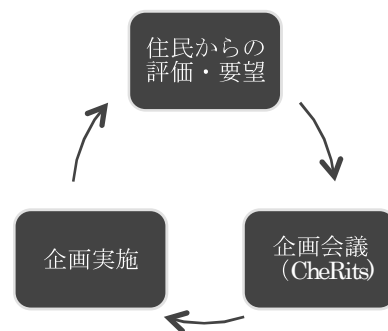 住民からの
評価・要望
企画会議
（CheRits）
企画実施